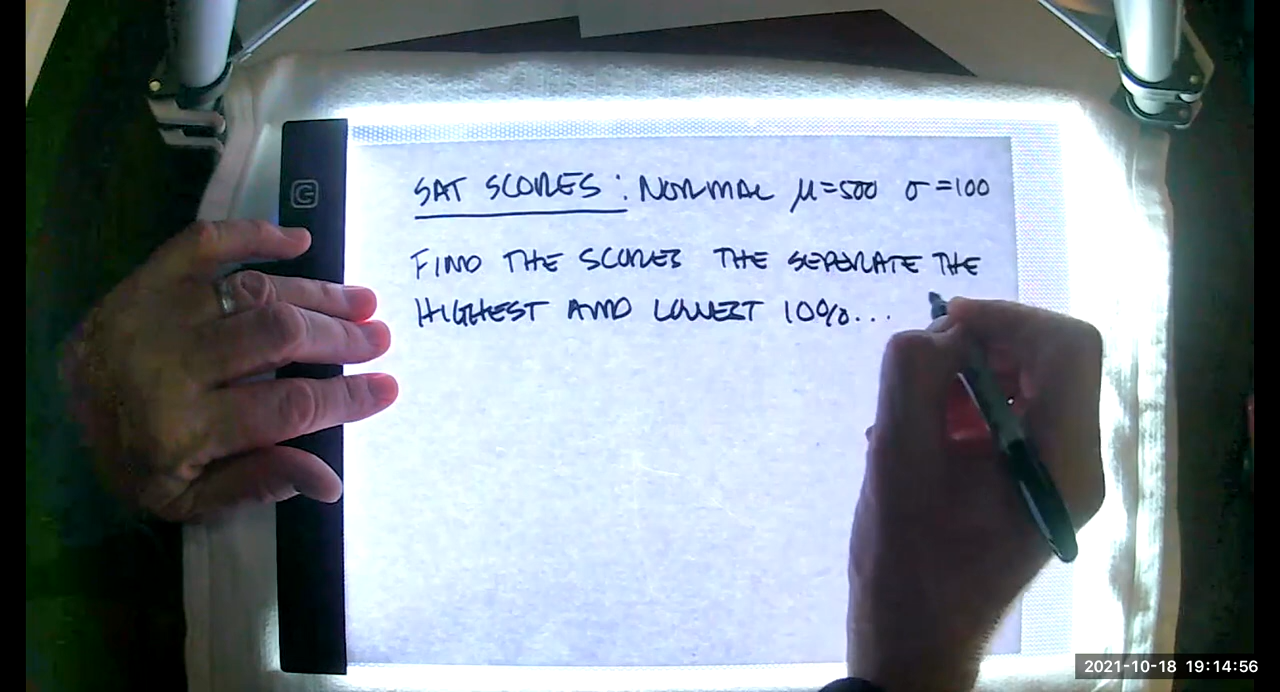 SAT SCORES: NORMAL μ=500 σ=100
FIND THE SCORES THE SEPERATE THE
HIGHEST AND LOWEST 10%...
2021-10-18 19:14:56